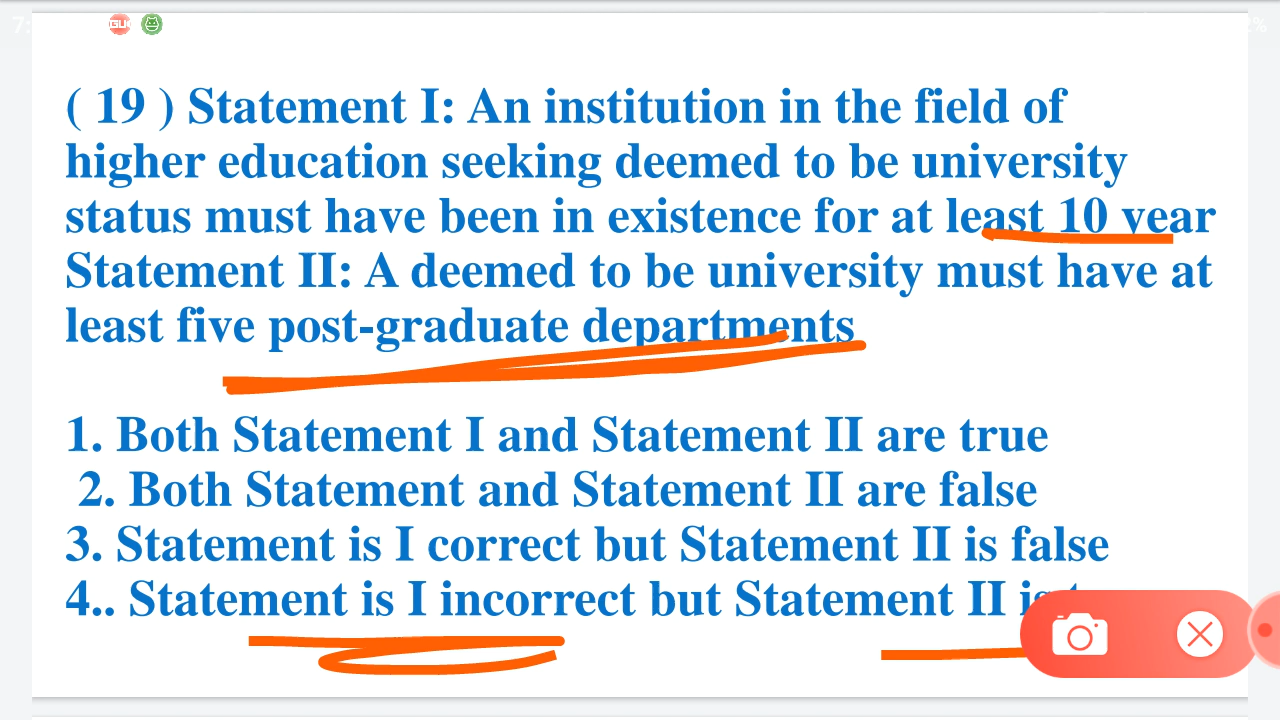 ( 19 ) Statement I: An institution in the field of
higher education seeking deemed to be university
status must have been in existence for at least 10 year
Statement II: A deemed to be university must have at
least five post-graduate departments
1. Both Statement I and Statement II are true
2. Both Statement and Statement II are false
3. Statement is I correct but Statement II is false
4.. Statement is I incorrect but Statement II